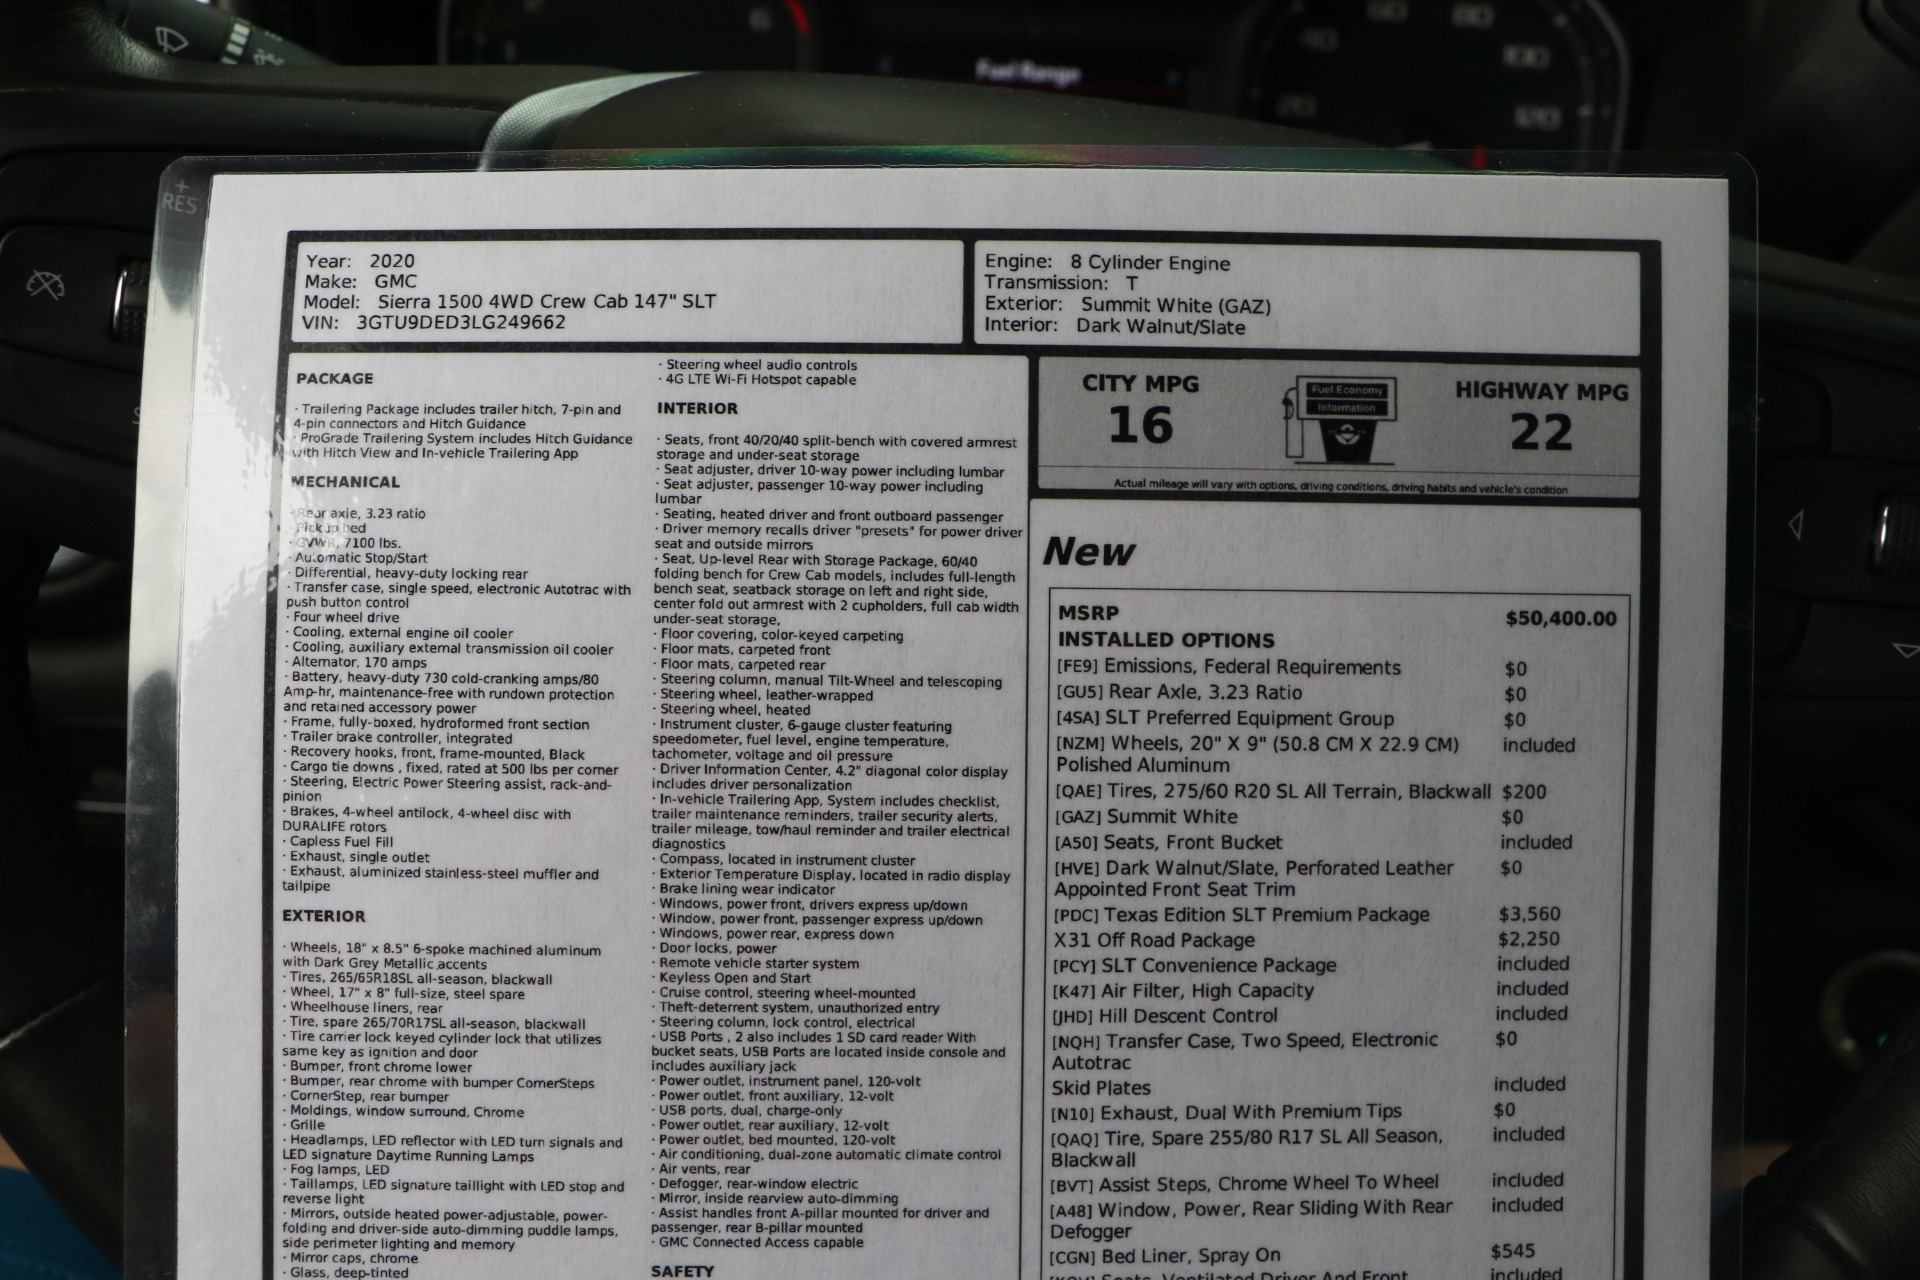 Fuel Range
6
20
40
60
80
100
120
+
RES
Year: 2020
Make: GMC
Model: Sierra 1500 4WD Crew Cab 147" SLT
VIN: 3GTU9DED3LG249662
Engine: 8 Cylinder Engine
Transmission: T
Exterior: Summit White (GAZ)
Interior: Dark Walnut/Slate
PACKAGE
· Trailering Package includes trailer hitch, 7-pin and
4-pin connectors and Hitch Guidance
· ProGrade Trailering System includes Hitch Guidance
with Hitch View and In-vehicle Trailering App
MECHANICAL
· Rear axle, 3.23 ratio
· Pickup bed
· GVWR, 7100 lbs.
· Automatic Stop/Start
· Differential, heavy-duty locking rear
· Transfer case, single speed, electronic Autotrac with
push button control
· Four wheel drive
· Cooling, external engine oil cooler
· Cooling, auxiliary external transmission oil cooler
· Alternator, 170 amps
· Battery, heavy-duty 730 cold-cranking amps/80
Amp-hr, maintenance-free with rundown protection
and retained accessory power
· Frame, fully-boxed, hydroformed front section
· Trailer brake controller, integrated
· Recovery hooks, front, frame-mounted, Black
· Cargo tie downs , fixed, rated at 500 lbs per corner
· Steering, Electric Power Steering assist, rack-and-
pinion
· Brakes, 4-wheel antilock, 4-wheel disc with
DURALIFE rotors
· Capless Fuel Fill
· Exhaust, single outlet
· Exhaust, aluminized stainless-steel muffler and
tailpipe
EXTERIOR
· Wheels, 18" x 8.5" 6-spoke machined aluminum
with Dark Grey Metallic accents
· Tires, 265/65R18SL all-season, blackwall
· Wheel, 17" x 8" full-size, steel spare
· Wheelhouse liners, rear
· Tire, spare 265/70R17SL all-season, blackwall
· Tire carrier lock keyed cylinder lock that utilizes
same key as ignition and door
· Bumper, front chrome lower
· Bumper, rear chrome with bumper CornerSteps
· CornerStep, rear bumper
· Moldings, window surround, Chrome
· Grille
· Headlamps, LED reflector with LED turn signals and
LED signature Daytime Running Lamps
· Fog lamps, LED
· Taillamps, LED signature taillight with LED stop and
reverse light
· Mirrors, outside heated power-adjustable, power-
folding and driver-side auto-dimming puddle lamps,
side perimeter lighting and memory
· Mirror caps, chrome
· Glass, deep-tinted
· Steering wheel audio controls
· 4G LTE Wi-Fi Hotspot capable
INTERIOR
· Seats, front 40/20/40 split-bench with covered armrest
storage and under-seat storage
· Seat adjuster, driver 10-way power including lumbar
· Seat adjuster, passenger 10-way power including
lumbar
· Seating, heated driver and front outboard passenger
· Driver memory recalls driver "presets" for power driver
seat and outside mirrors
· Seat, Up-level Rear with Storage Package, 60/40
folding bench for Crew Cab models, includes full-length
bench seat, seatback storage on left and right side,
center fold out armrest with 2 cupholders, full cab width
under-seat storage,
· Floor covering, color-keyed carpeting
· Floor mats, carpeted front
· Floor mats, carpeted rear
· Steering column, manual Tilt-Wheel and telescoping
· Steering wheel, leather-wrapped
· Steering wheel, heated
· Instrument cluster, 6-gauge cluster featuring
speedometer, fuel level, engine temperature,
tachometer, voltage and oil pressure
· Driver Information Center, 4.2" diagonal color display
includes driver personalization
· In-vehicle Trailering App, System includes checklist,
trailer maintenance reminders, trailer security alerts,
trailer mileage, tow/haul reminder and trailer electrical
diagnostics
· Compass, located in instrument cluster
· Exterior Temperature Display, located in radio display
· Brake lining wear indicator
· Windows, power front, drivers express up/down
· Window, power front, passenger express up/down
· Windows, power rear, express down
· Door locks, power
· Remote vehicle starter system
· Keyless Open and Start
· Cruise control, steering wheel-mounted
· Theft-deterrent system, unauthorized entry
· Steering column, lock control, electrical
· USB Ports , 2 also includes 1 SD card reader With
bucket seats, USB Ports are located inside console and
includes auxiliary jack
· Power outlet, instrument panel, 120-volt
· Power outlet, front auxiliary, 12-volt
· USB ports, dual, charge-only
· Power outlet, rear auxiliary, 12-volt
· Power outlet, bed mounted, 120-volt
· Air conditioning, dual-zone automatic climate control
· Air vents, rear
· Defogger, rear-window electric
· Mirror, inside rearview auto-dimming
· Assist handles front A-pillar mounted for driver and
passenger, rear B-pillar mounted
· GMC Connected Access capable
SAFETY
CITY MPG
16
Fuel Economy
Information
HIGHWAY MPG
22
Actual mileage will vary with options, driving conditions, driving habits and vehicle's condition
New
MSRP $50,400.00
INSTALLED OPTIONS
[FE9] Emissions, Federal Requirements $0
[GU5] Rear Axle, 3.23 Ratio $0
[4SA] SLT Preferred Equipment Group $0
[NZM] Wheels, 20" X 9" (50.8 CM X 22.9 CM) included
Polished Aluminum
[QAE] Tires, 275/60 R20 SL All Terrain, Blackwall $200
[GAZ] Summit White $0
[A50] Seats, Front Bucket included
[HVE] Dark Walnut/Slate, Perforated Leather $0
Appointed Front Seat Trim
[PDC] Texas Edition SLT Premium Package $3,560
X31 Off Road Package $2,250
[PCY] SLT Convenience Package included
[K47] Air Filter, High Capacity included
[JHD] Hill Descent Control included
[NQH] Transfer Case, Two Speed, Electronic $0
Autotrac
Skid Plates included
[N10] Exhaust, Dual With Premium Tips $0
[QAQ] Tire, Spare 255/80 R17 SL All Season, included
Blackwall
[BVT] Assist Steps, Chrome Wheel To Wheel included
[A48] Window, Power, Rear Sliding With Rear included
Defogger
[CGN] Bed Liner, Spray On $545
Seats, Ventilated Driver And Front included